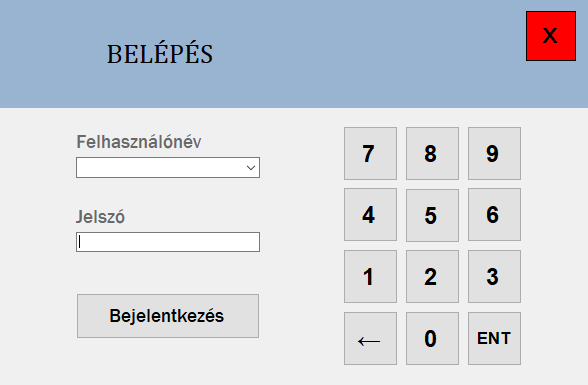 BELÉPÉS
X
Felhasználónév
Jelszó
Bejelentkezés
7 8 9
4 5 6
1 2 3
← 0 ENT